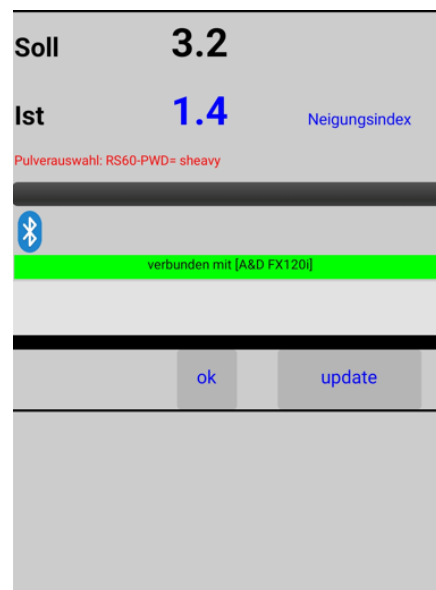 Soll 3.2
Ist 1.4 Neigungsindex
Pulverauswahl: RS60-PWD= sheavy
verbunden mit [A&D FX120i]
ok update